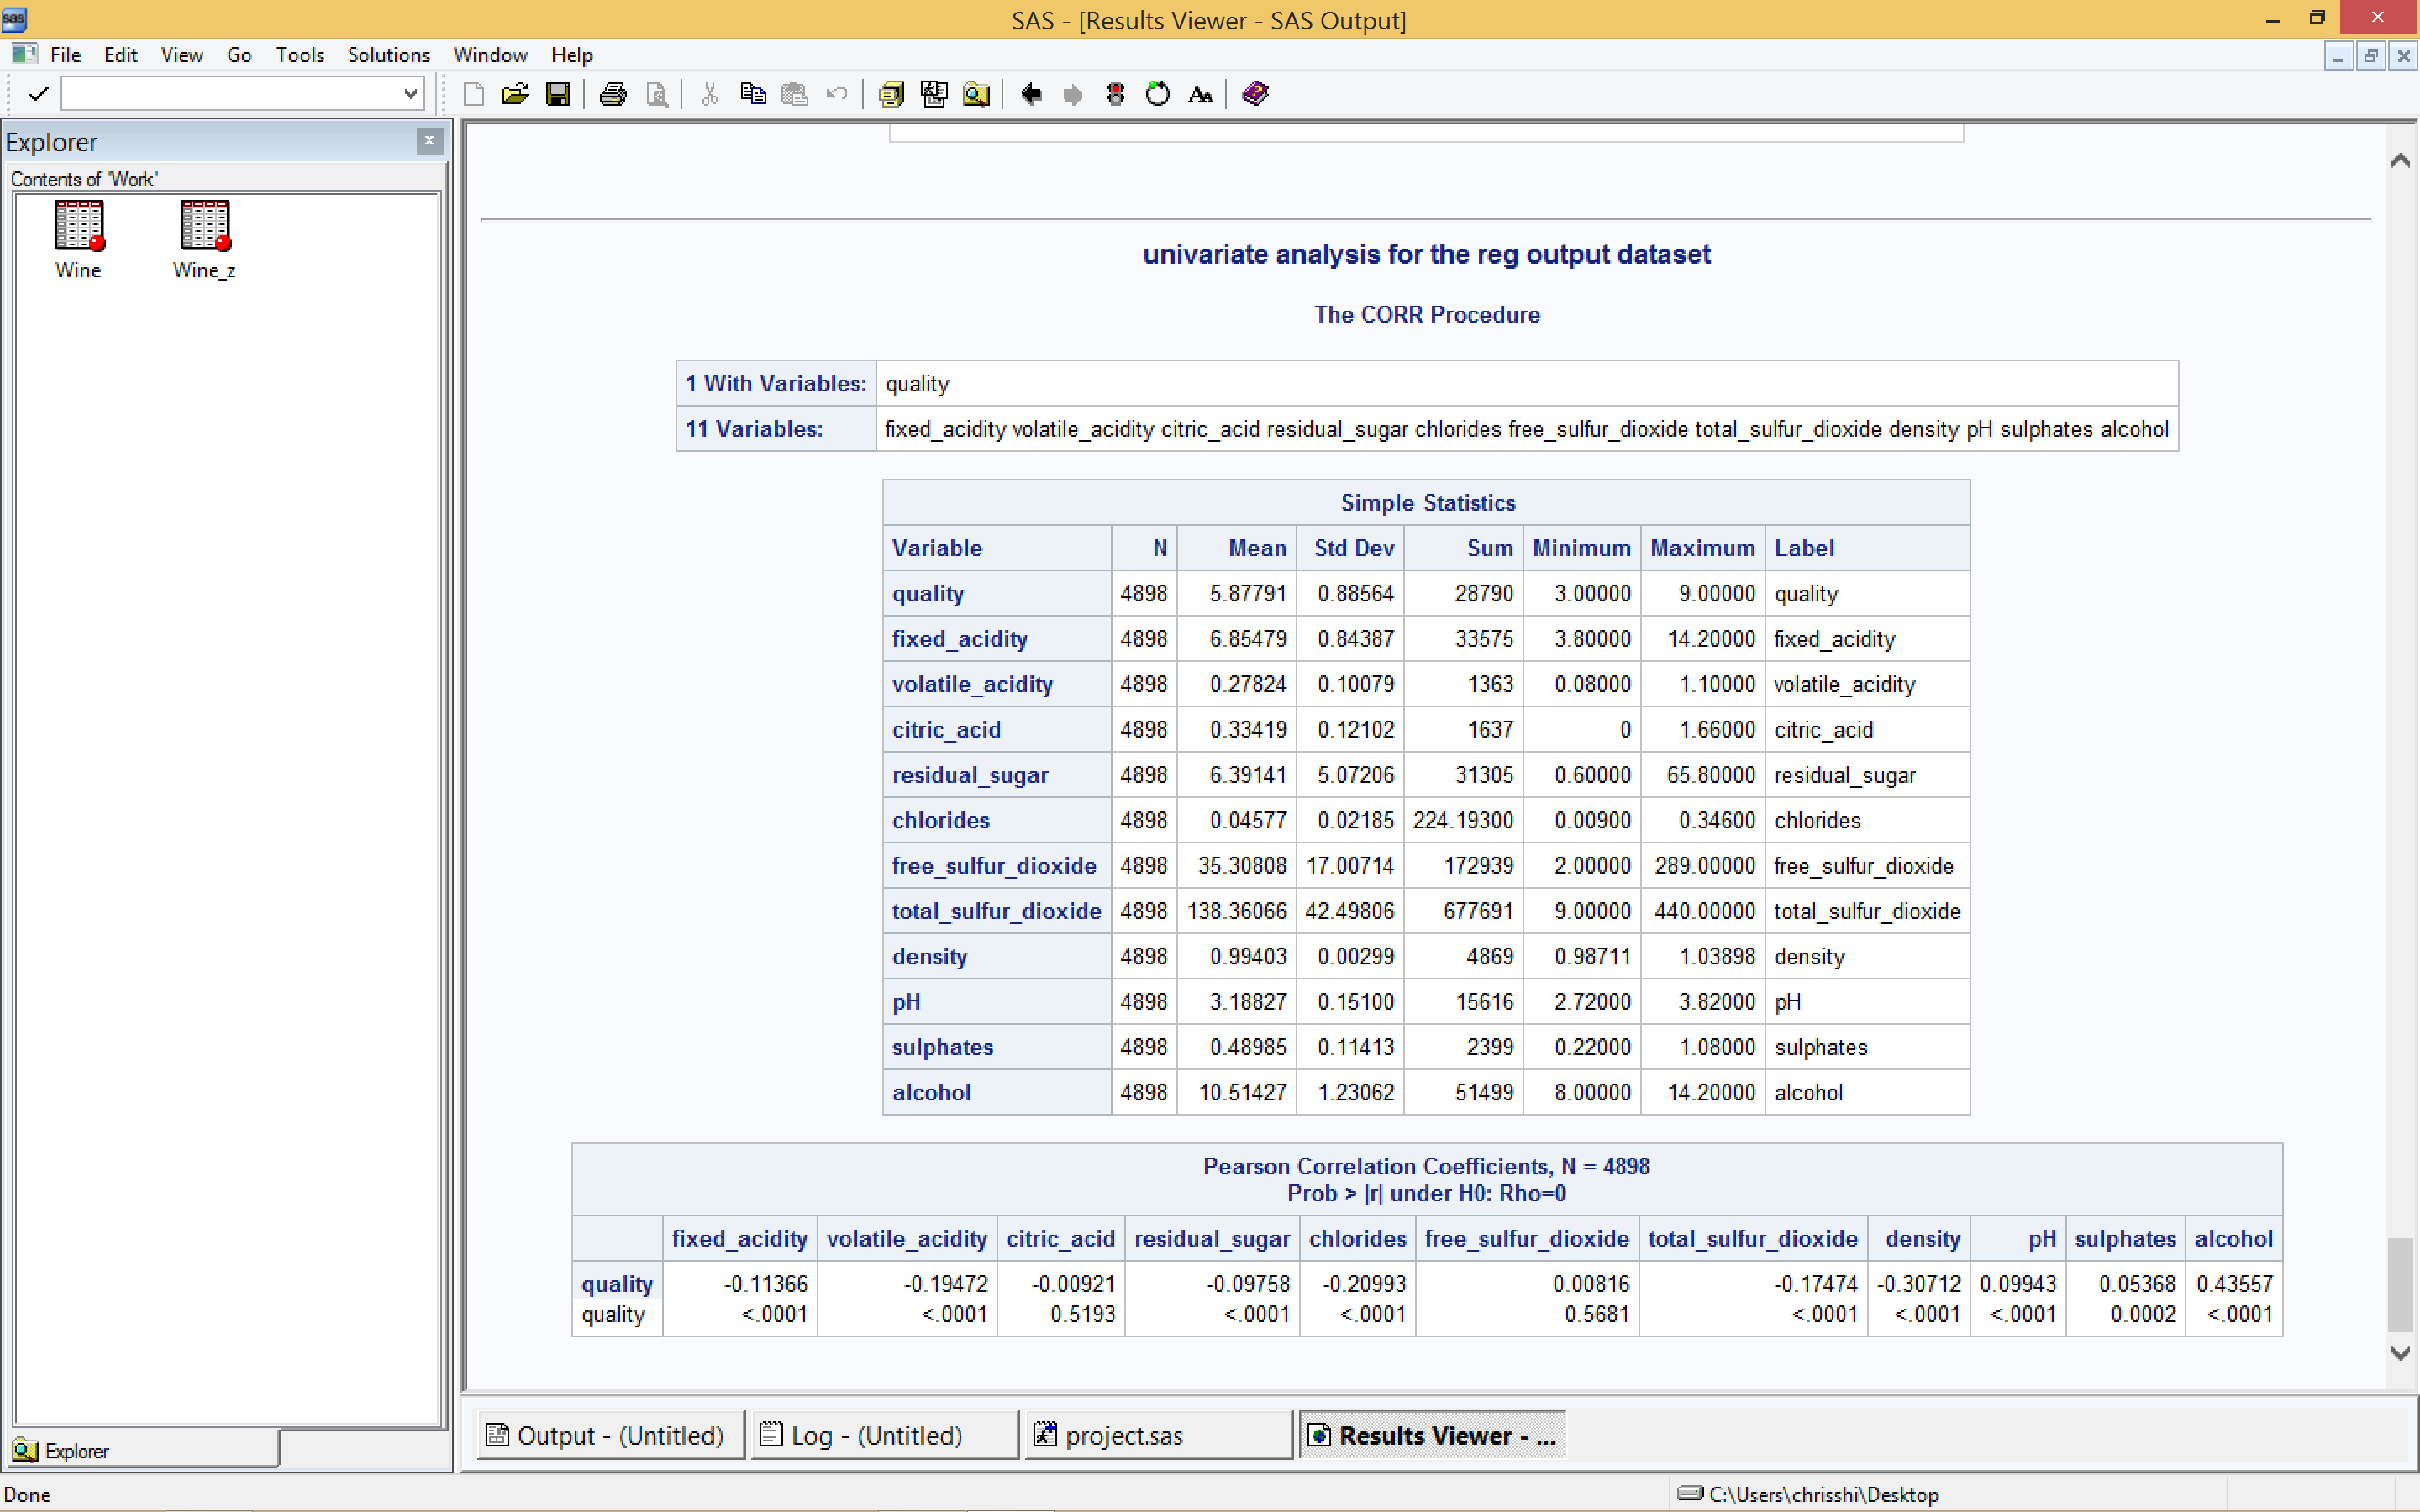 sas
SAS - [Results Viewer - SAS Output]
File Edit View Go Tools Solutions Window Help
Explorer
Contents of 'Work'
Wine Wine_z
univariate analysis for the reg output dataset
The CORR Procedure
1 With Variables: quality
11 Variables: fixed_acidity volatile_acidity citric_acid residual_sugar chlorides free_sulfur_dioxide total_sulfur_dioxide density pH sulphates alcohol
Simple Statistics
Variable N Mean Std Dev Sum Minimum Maximum Label
quality 4898 5.87791 0.88564 28790 3.00000 9.00000 quality
fixed_acidity 4898 6.85479 0.84387 33575 3.80000 14.20000 fixed_acidity
volatile_acidity 4898 0.27824 0.10079 1363 0.08000 1.10000 volatile_acidity
citric_acid 4898 0.33419 0.12102 1637 0 1.66000 citric_acid
residual_sugar 4898 6.39141 5.07206 31305 0.60000 65.80000 residual_sugar
chlorides 4898 0.04577 0.02185 224.19300 0.00900 0.34600 chlorides
free_sulfur_dioxide 4898 35.30808 17.00714 172939 2.00000 289.00000 free_sulfur_dioxide
total_sulfur_dioxide 4898 138.36066 42.49806 677691 9.00000 440.00000 total_sulfur_dioxide
density 4898 0.99403 0.00299 4869 0.98711 1.03898 density
pH 4898 3.18827 0.15100 15616 2.72000 3.82000 pH
sulphates 4898 0.48985 0.11413 2399 0.22000 1.08000 sulphates
alcohol 4898 10.51427 1.23062 51499 8.00000 14.20000 alcohol
Pearson Correlation Coefficients, N = 4898
Prob > |r| under H0: Rho=0
fixed_acidity volatile_acidity citric_acid residual_sugar chlorides free_sulfur_dioxide total_sulfur_dioxide density pH sulphates alcohol
quality -0.11366 -0.19472 -0.00921 -0.09758 -0.20993 0.00816 -0.17474 -0.30712 0.09943 0.05368 0.43557
quality <.0001 <.0001 0.5193 <.0001 <.0001 0.5681 <.0001 <.0001 <.0001 0.0002 <.0001
Output - (Untitled) Log - (Untitled) project.sas Results Viewer - ...
Explorer
Done C:\Users\chrisshi\Desktop